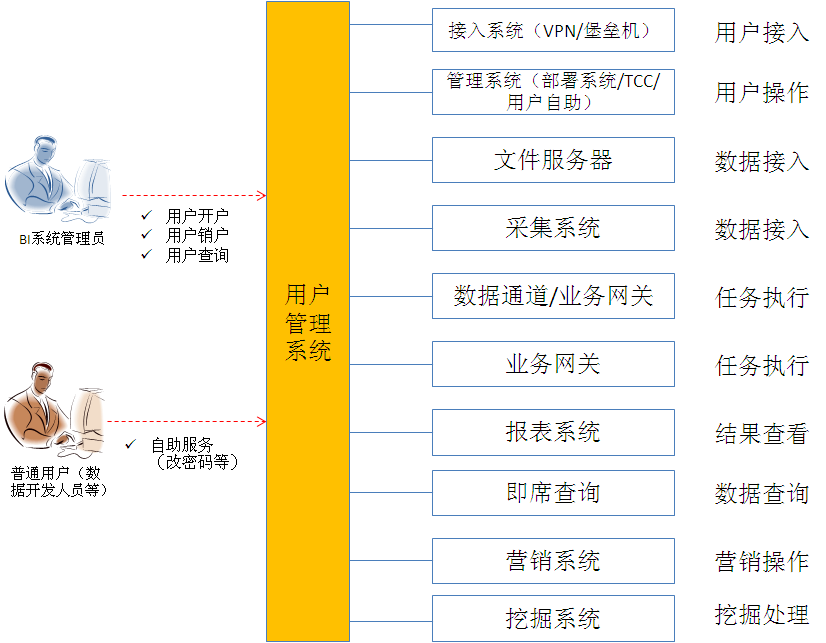 接入系统（VPN/堡垒机）
用户接入
管理系统（部署系统/TCC/
用户自助）
用户操作
文件服务器
数据接入
采集系统
数据接入
数据通道/业务网关
任务执行
业务网关
任务执行
报表系统
结果查看
即席查询
数据查询
营销系统
营销操作
挖掘系统
挖掘处理
用户
管理
系统
BI系统管理员
用户开户
用户销户
用户查询
普通用户（数
据开发人员等）
自助服务
（改密码等）